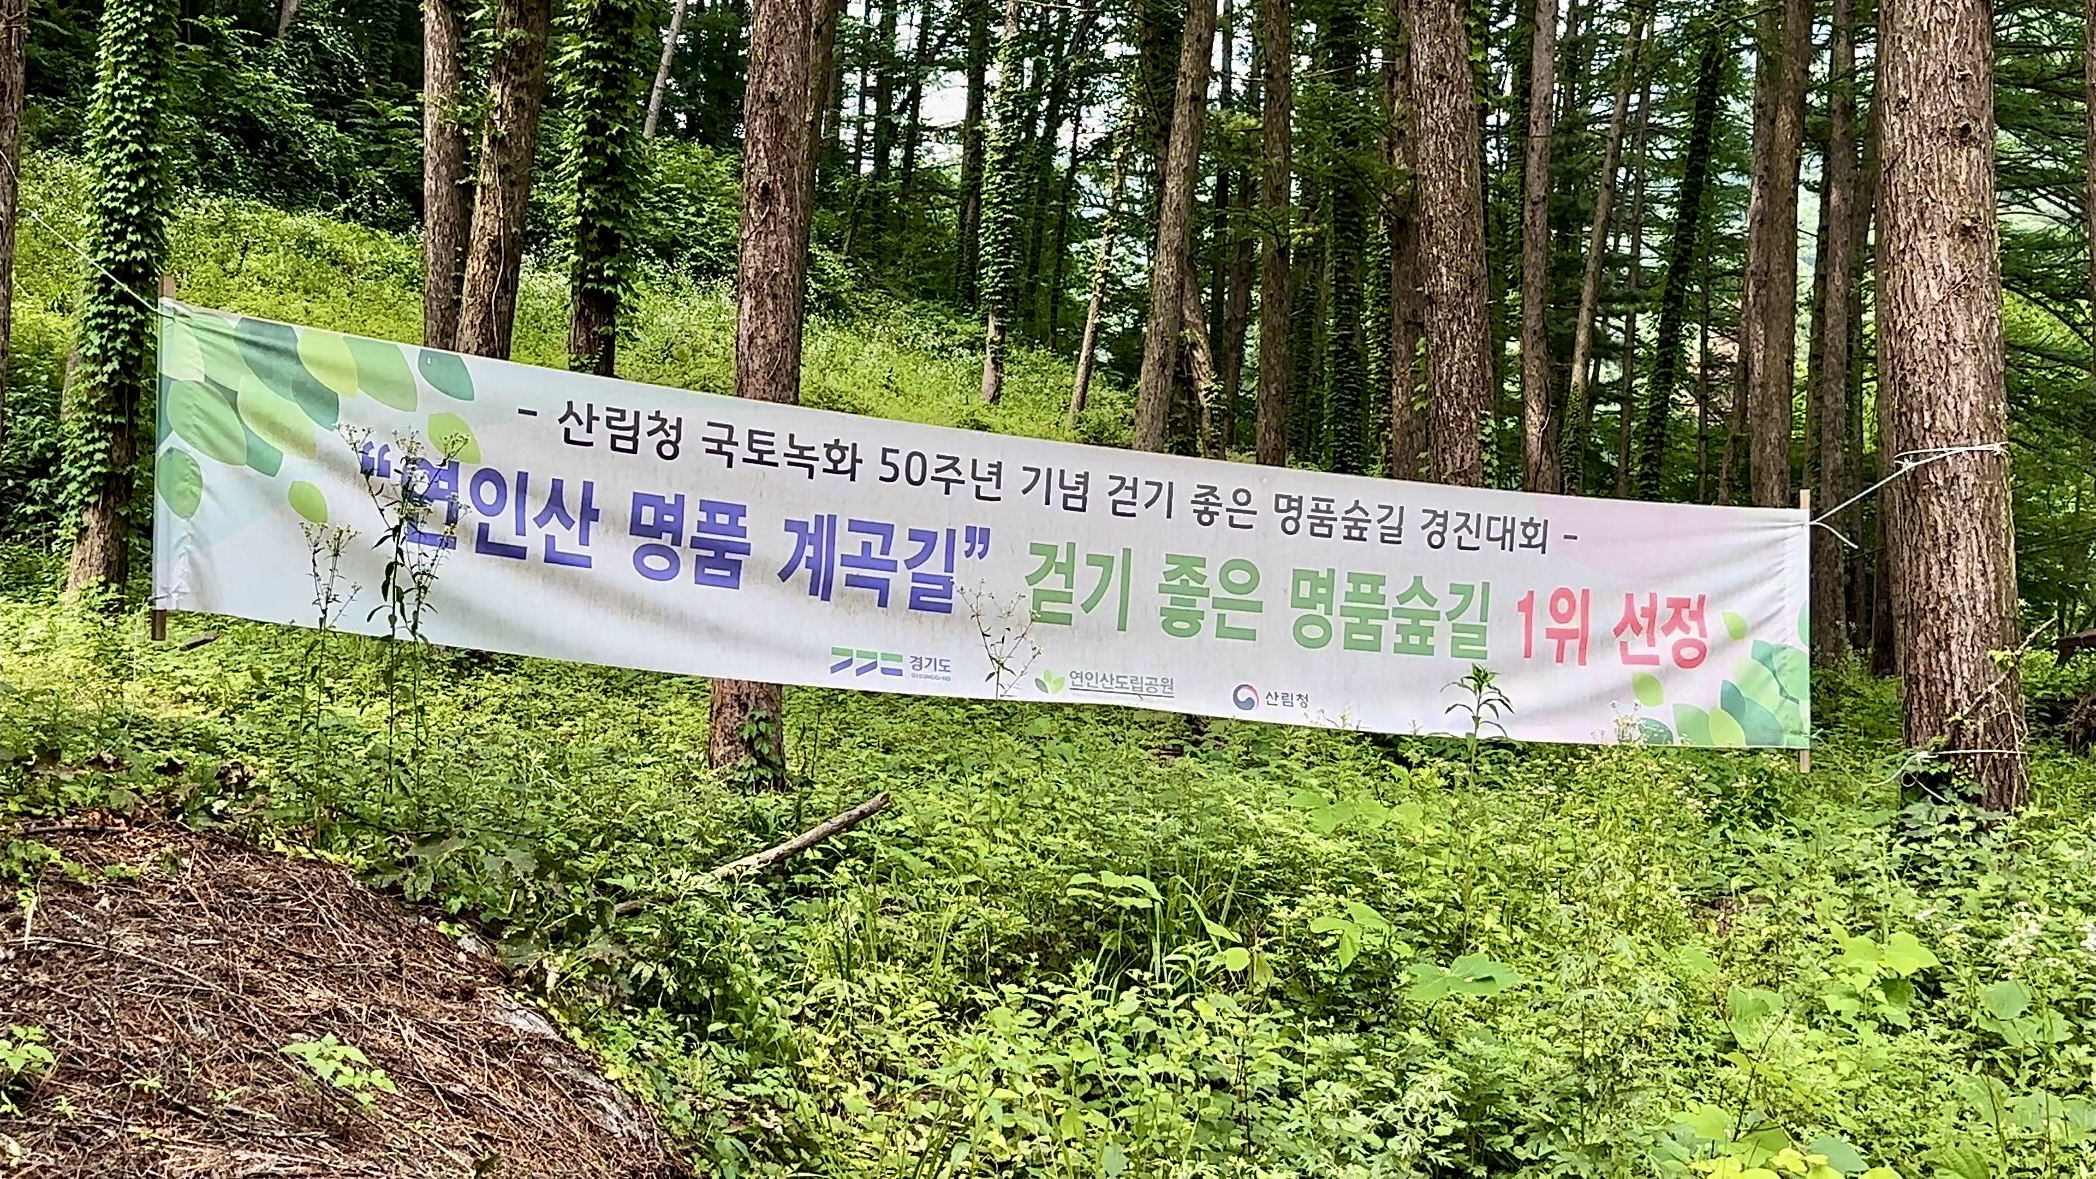 - 산림청 국토녹화 50주년 기념 걷기 좋은 명품숲길 경진대회 -
“연인산 명품 계곡길” 걷기 좋은 명품숲길 1위 선정
경기도 연인산도립공원 산림청
GYEONGGI-DO